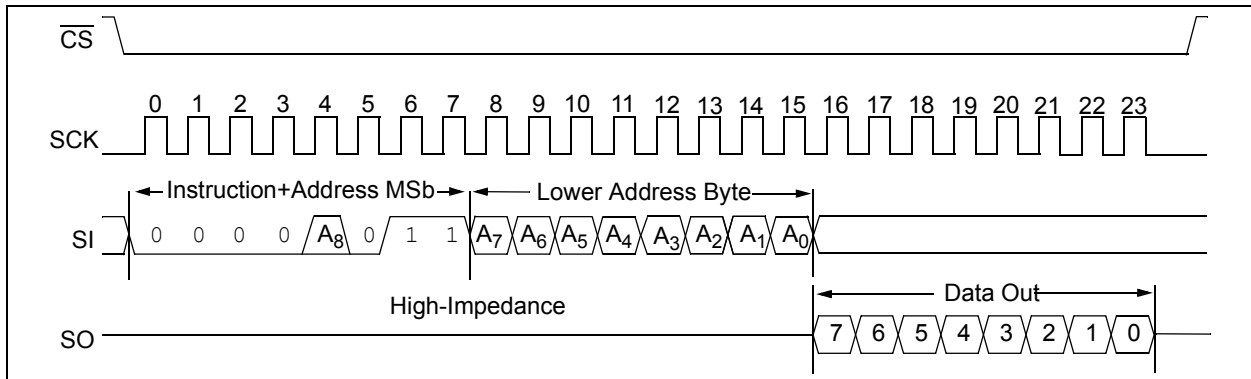 CS
0 1 2 3 4 5 6 7 8 9 10 11 12 13 14 15 16 17 18 19 20 21 22 23
SCK
Instruction+Address MSb Lower Address Byte
SI 0 0 0 0 A8 0 1 1 A7 A6 A5 A4 A3 A2 A1 A0
High-Impedance Data Out
SO 7 6 5 4 3 2 1 0